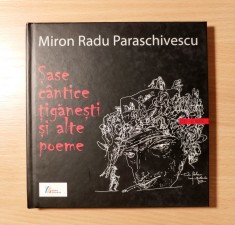 Miron Radu Paraschivescu
Șase
cântice
țigănești
și alte
poeme